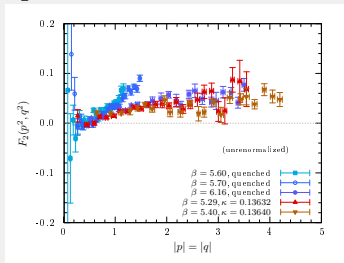 0.2
0.1
0.0
-0.1
-0.2
F₂(p², q²)
(unrenormalized)
β = 5.60, quenched
β = 5.70, quenched
β = 6.16, quenched
β = 5.29, κ = 0.13632
β = 5.40, κ = 0.13640
0 1 2 3 4 5
|p| = |q|